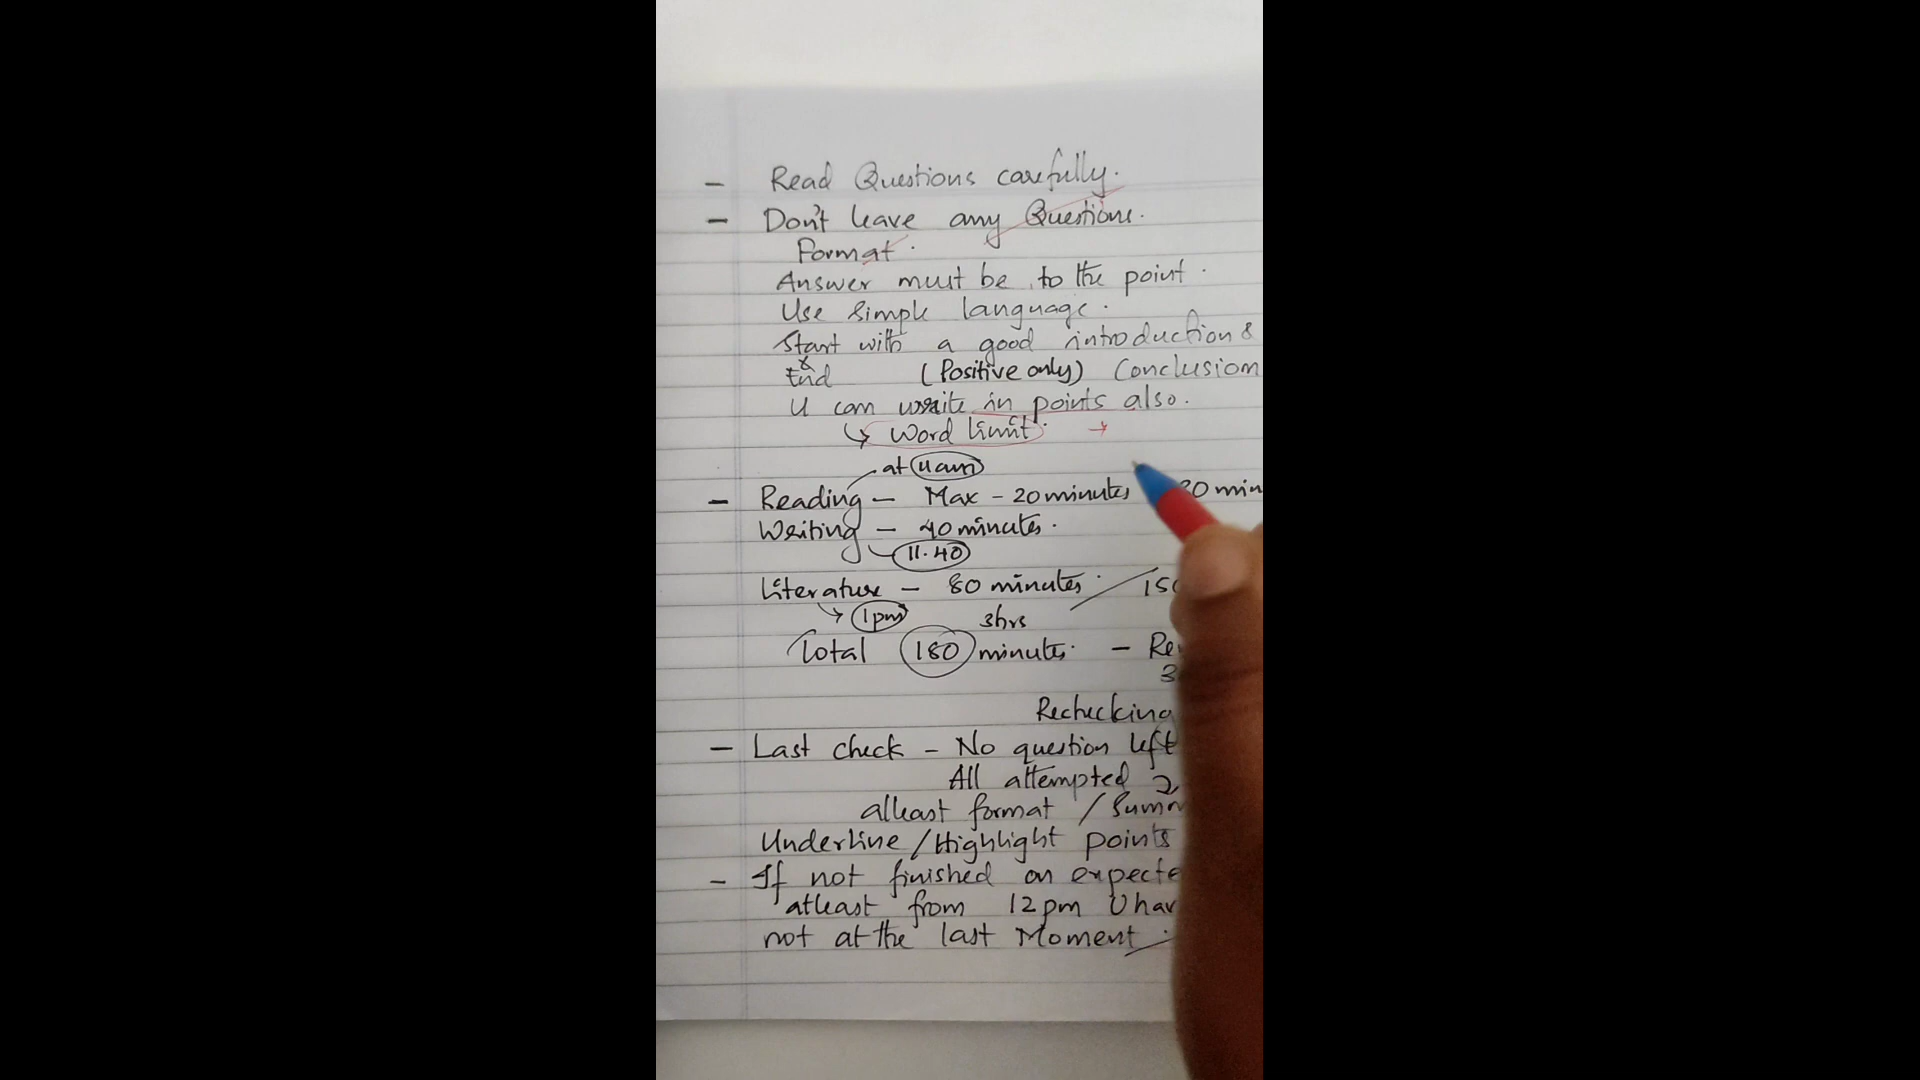 - Read Questions carefully.
- Don't leave any Questions.
Format.
Answer must be to the point.
Use simple language.
Start with a good introduction &
& End (Positive only) Conclusion
U can write in points also.
↳ Word limit. →
at 11 am
- Reading - Max - 20 minutes min
Writing - 40 minutes.
11.40
Literature - 80 minutes.
→ 1pm 3hrs
Total 180 minutes. -
Rechecking
- Last check - No question left
All attempted
atleast format /
Underline / Highlight points
- If not finished on
atleast from 12pm U
not at the last Moment.